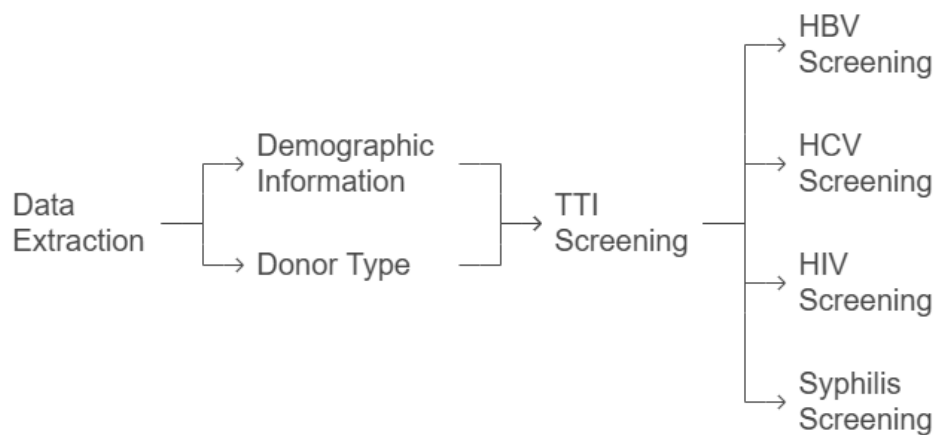 Data
Extraction
Demographic
Information
Donor Type
TTI
Screening
HBV
Screening
HCV
Screening
HIV
Screening
Syphilis
Screening